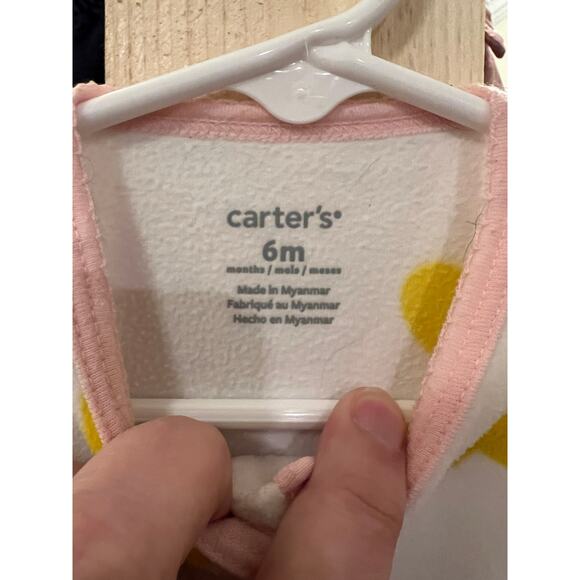 carter's
6m
months / mois / meses
Made in Myanmar
Fabriqué au Myanmar
Hecho en Myanmar